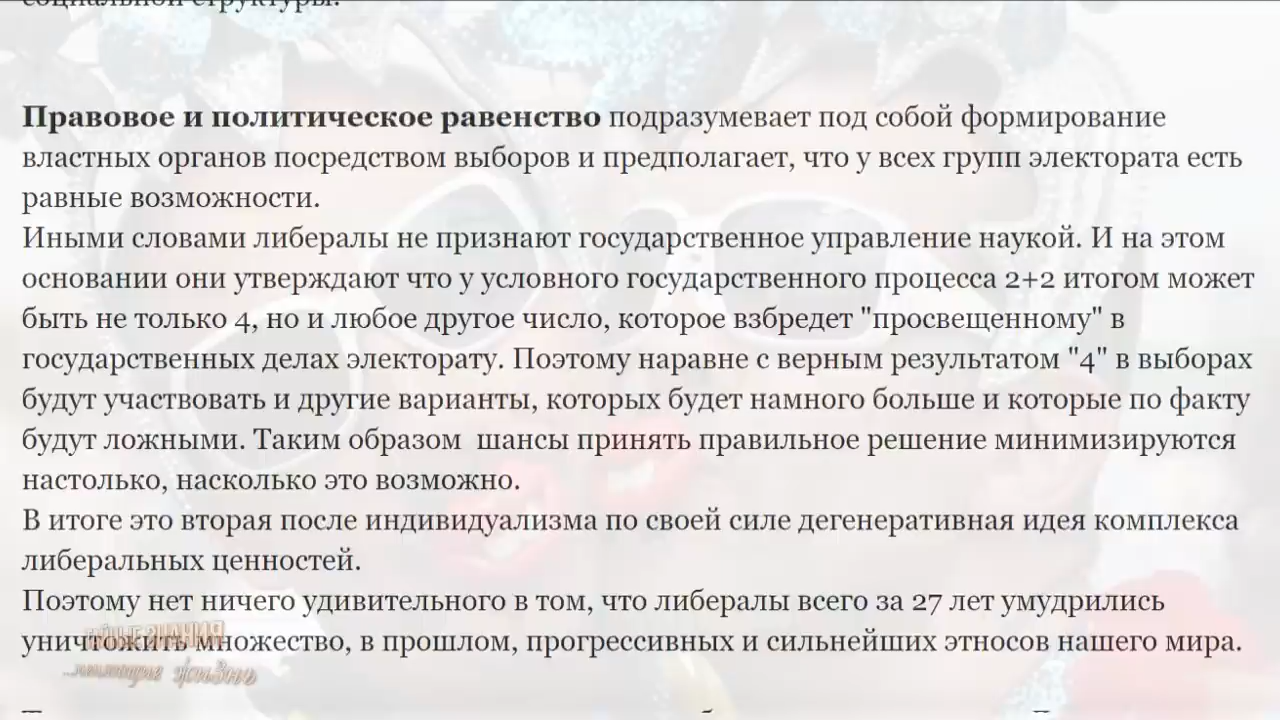 социальной структуры.
Правовое и политическое равенство подразумевает под собой формирование
властных органов посредством выборов и предполагает, что у всех групп электората есть
равные возможности.
Иными словами либералы не признают государственное управление наукой. И на этом
основании они утверждают что у условного государственного процесса 2+2 итогом может
быть не только 4, но и любое другое число, которое взбредет "просвещенному" в
государственных делах электорату. Поэтому наравне с верным результатом "4" в выборах
будут участвовать и другие варианты, которых будет намного больше и которые по факту
будут ложными. Таким образом  шансы принять правильное решение минимизируются
настолько, насколько это возможно.
В итоге это вторая после индивидуализма по своей силе дегенеративная идея комплекса
либеральных ценностей.
Поэтому нет ничего удивительного в том, что либералы всего за 27 лет умудрились
уничтожить множество, в прошлом, прогрессивных и сильнейших этносов нашего мира.
жизнь